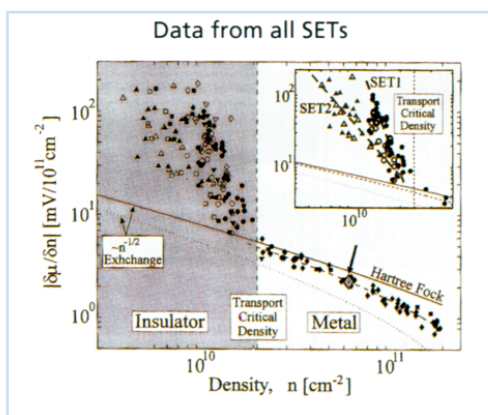 Data from all SETs
|δμ/δn| [mV/10¹¹cm⁻²]
10²
10¹
10⁰
SET1
SET2
Transport
Critical
Density
10²
10¹
10¹⁰
~n⁻¹/²
Exhchange
Hartree Fock
Insulator
Transport
Critical
Density
Metal
10¹⁰
10¹¹
Density, n [cm⁻²]